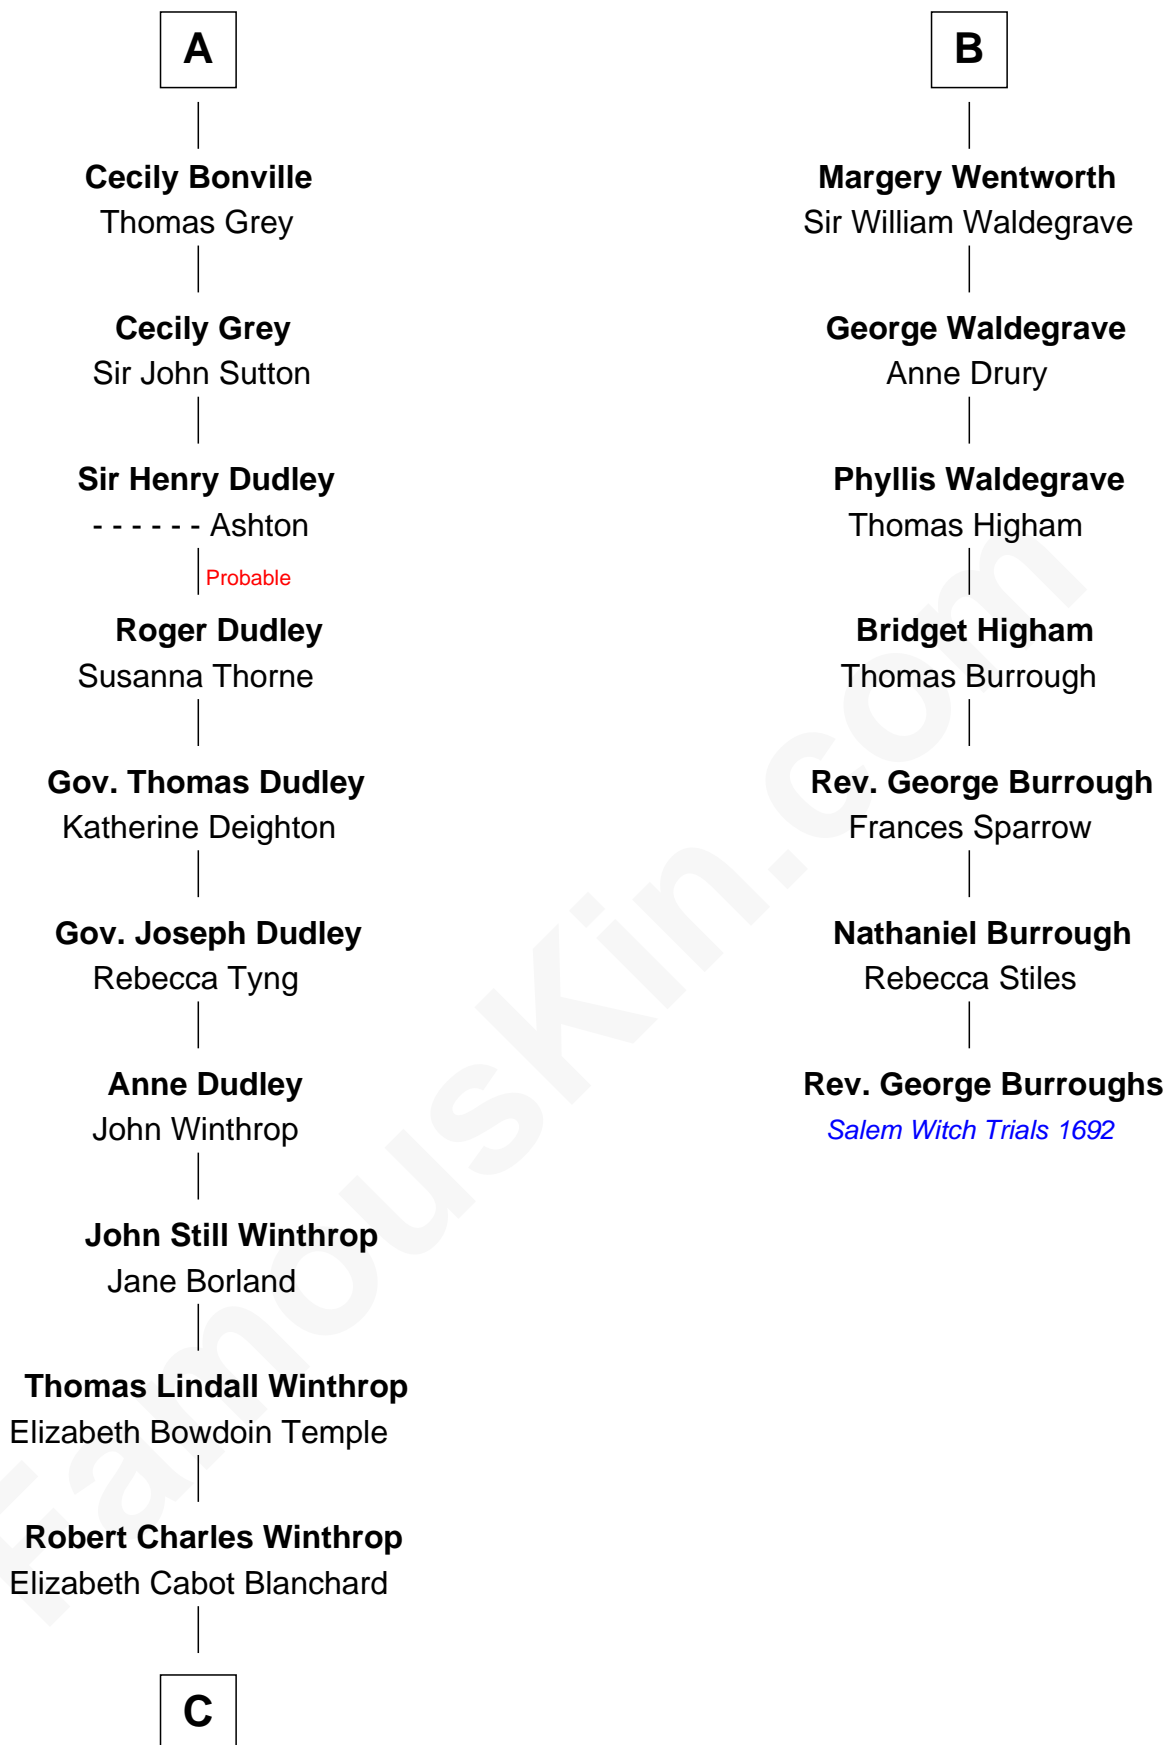 A
Cecily Bonville
Thomas Grey
Cecily Grey
Sir John Sutton
Sir Henry Dudley
- - - - - - Ashton
Probable
Roger Dudley
Susanna Thorne
Gov. Thomas Dudley
Katherine Deighton
Gov. Joseph Dudley
Rebecca Tyng
Anne Dudley
John Winthrop
John Still Winthrop
Jane Borland
Thomas Lindall Winthrop
Elizabeth Bowdoin Temple
Robert Charles Winthrop
Elizabeth Cabot Blanchard
C
B
Margery Wentworth
Sir William Waldegrave
George Waldegrave
Anne Drury
Phyllis Waldegrave
Thomas Higham
Bridget Higham
Thomas Burrough
Rev. George Burrough
Frances Sparrow
Nathaniel Burrough
Rebecca Stiles
Rev. George Burroughs
Salem Witch Trials 1692
FamousKin.com